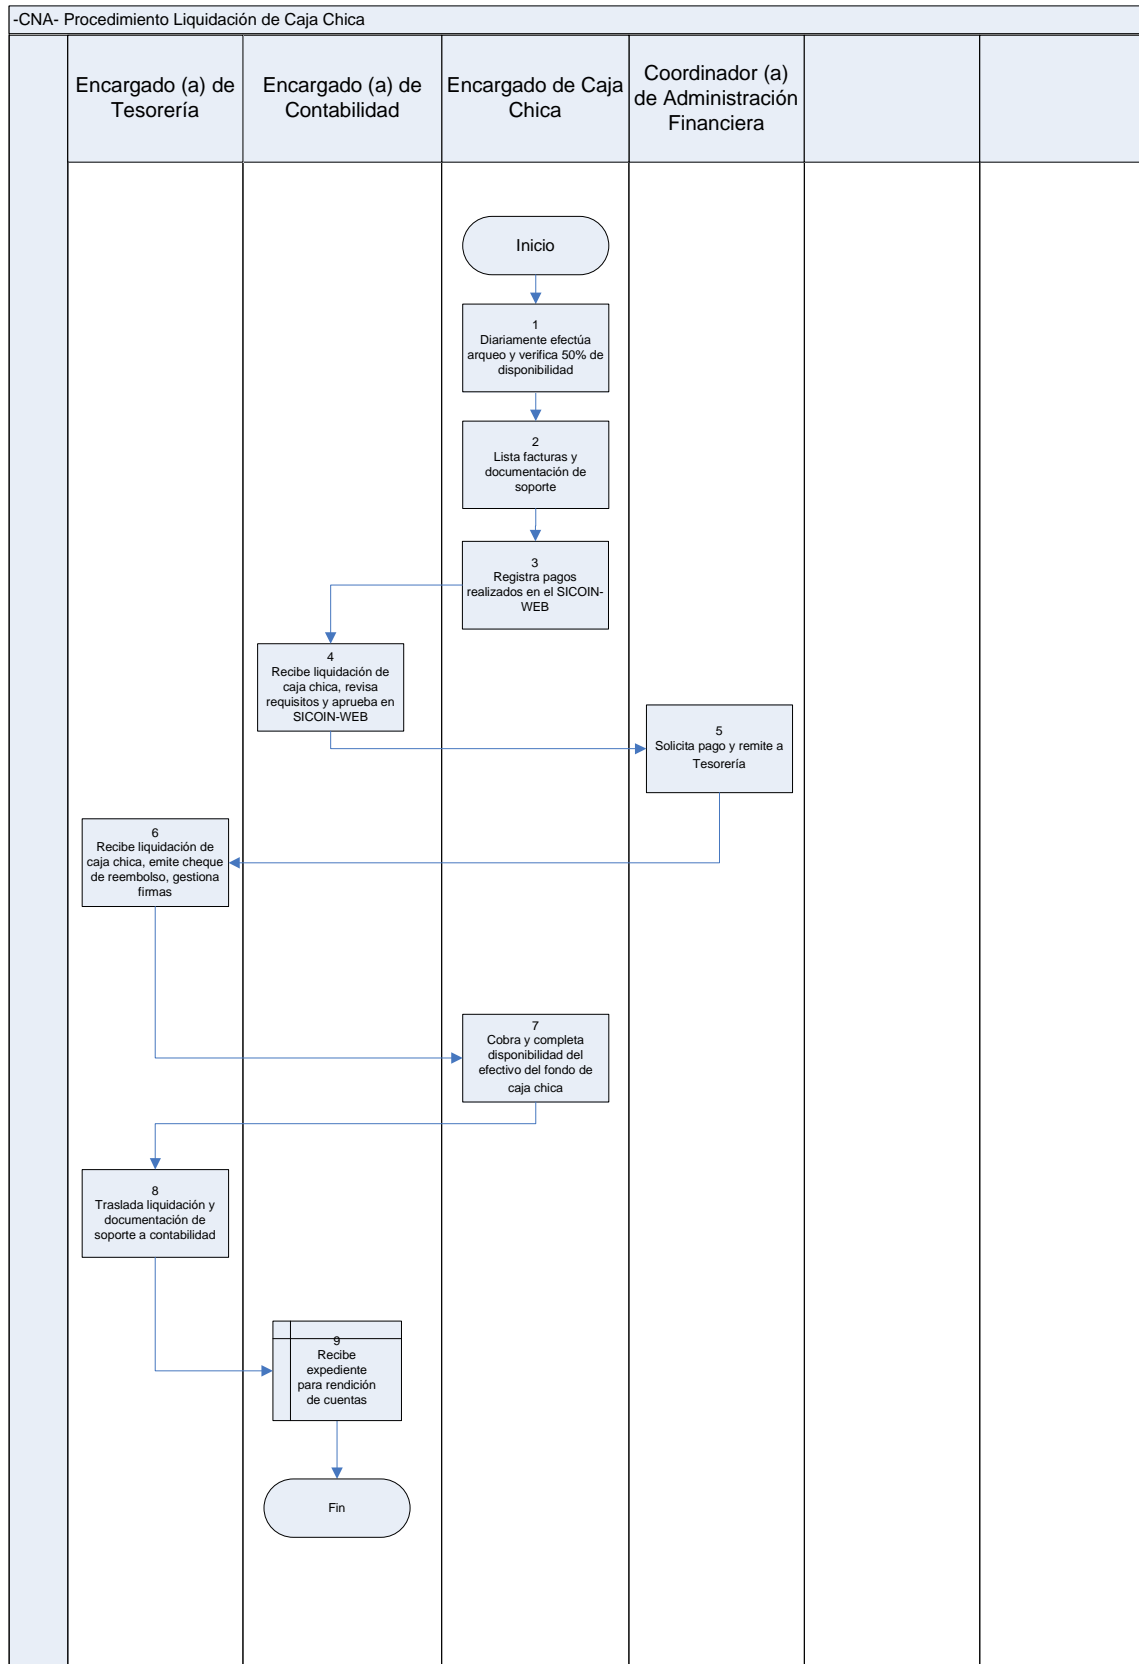 -CNA- Procedimiento Liquidación de Caja Chica
Encargado (a) de
Tesorería
Encargado (a) de
Contabilidad
Encargado de Caja
Chica
Coordinador (a)
de Administración
Financiera
Inicio
1
Diariamente efectúa
arqueo y verifica 50% de
disponibilidad
2
Lista facturas y
documentación de
soporte
3
Registra pagos
realizados en el SICOIN-
WEB
4
Recibe liquidación de
caja chica, revisa
requisitos y aprueba en
SICOIN-WEB
5
Solicita pago y remite a
Tesorería
6
Recibe liquidación de
caja chica, emite cheque
de reembolso, gestiona
firmas
7
Cobra y completa
disponibilidad del
efectivo del fondo de
caja chica
8
Traslada liquidación y
documentación de
soporte a contabilidad
9
Recibe
expediente
para rendición
de cuentas
Fin